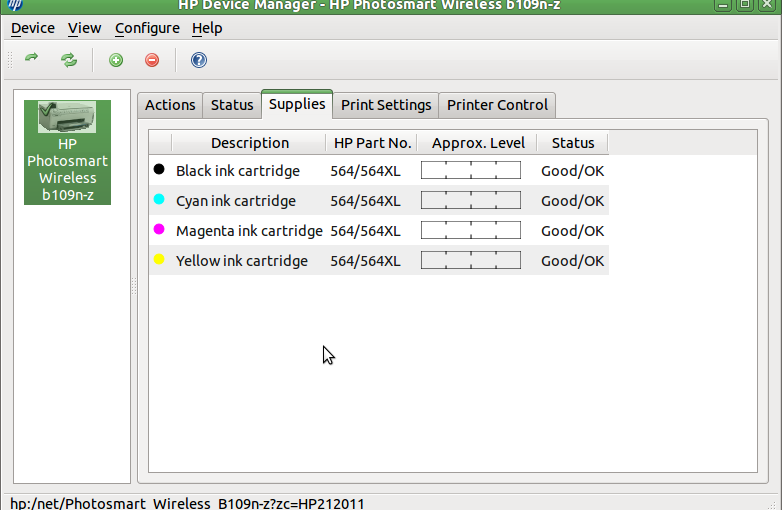 hp HP Device Manager - HP Photosmart Wireless b109n-z
Device View Configure Help
Actions Status Supplies Print Settings Printer Control
HP
Photosmart
Wireless
b109n-z
Description HP Part No. Approx. Level Status
Black ink cartridge 564/564XL Good/OK
Cyan ink cartridge 564/564XL Good/OK
Magenta ink cartridge 564/564XL Good/OK
Yellow ink cartridge 564/564XL Good/OK
hp:/net/Photosmart_Wireless_B109n-z?zc=HP212011